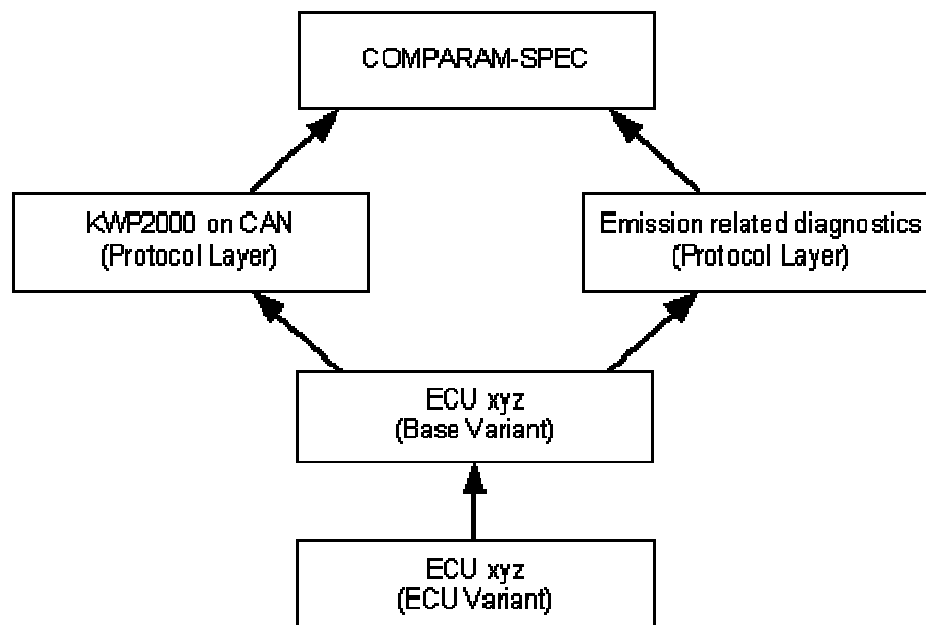 COMPARAM-SPEC
KWP2000 on CAN
(Protocol Layer)
Emission related diagnostics
(Protocol Layer)
ECU xyz
(Base Variant)
ECU xyz
(ECU Variant)